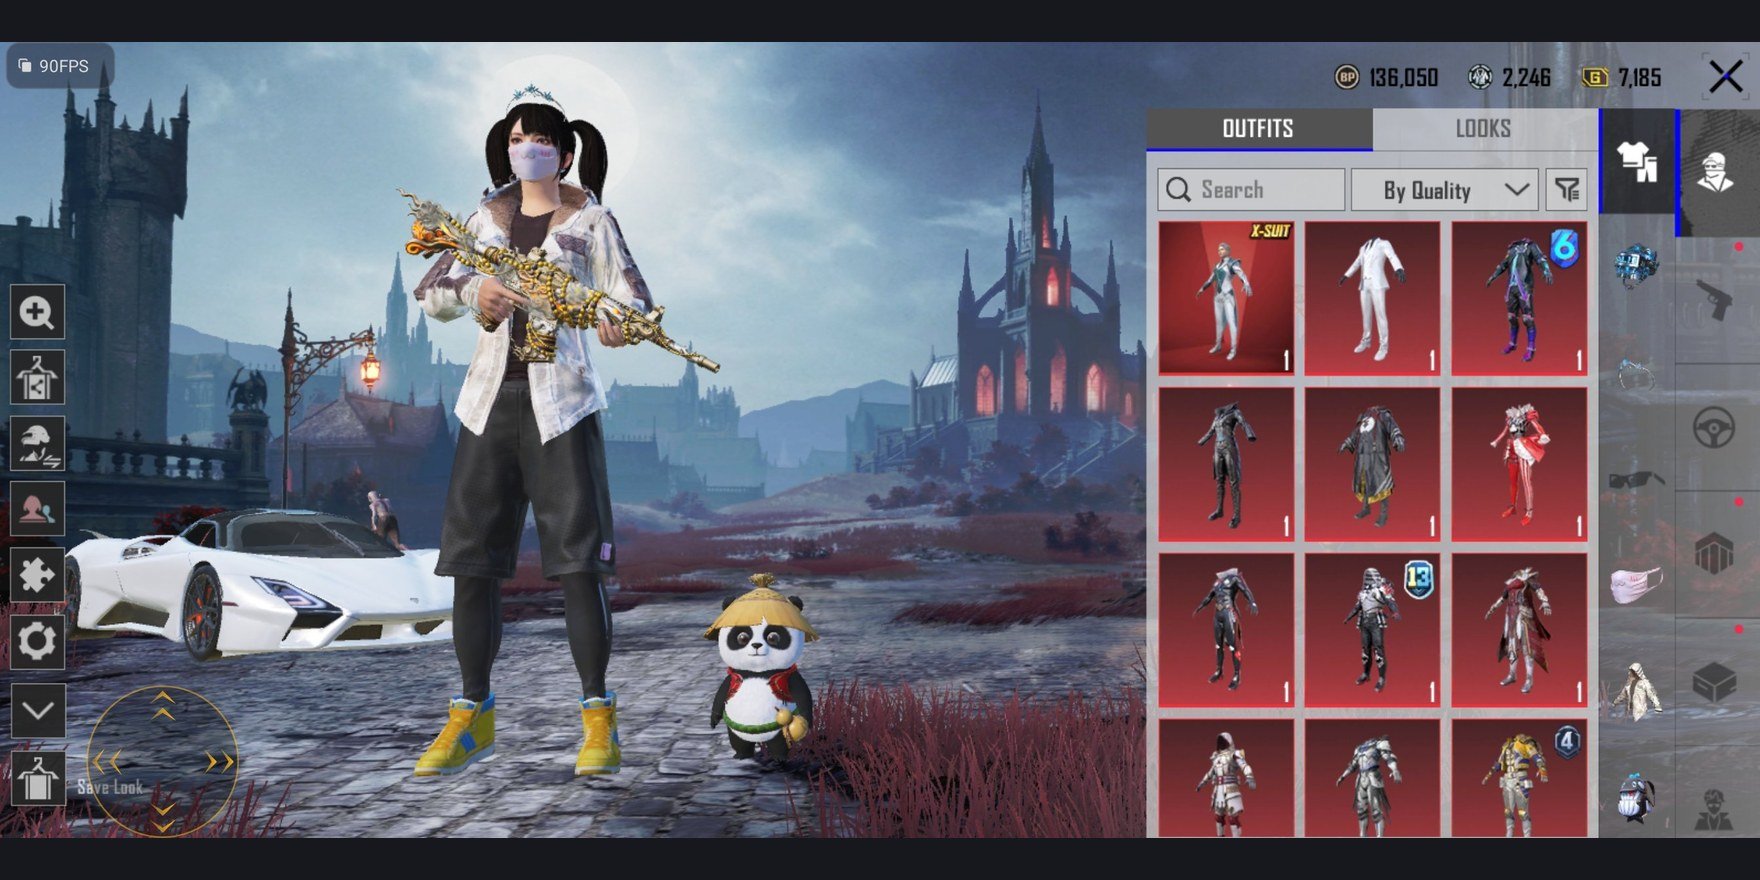 90FPS
BP 136,050 2,246 G 7,185
OUTFITS LOOKS
Search By Quality
X-SUIT
6
1 1 1
1 1 1
13
1 1 1
4
Save Look